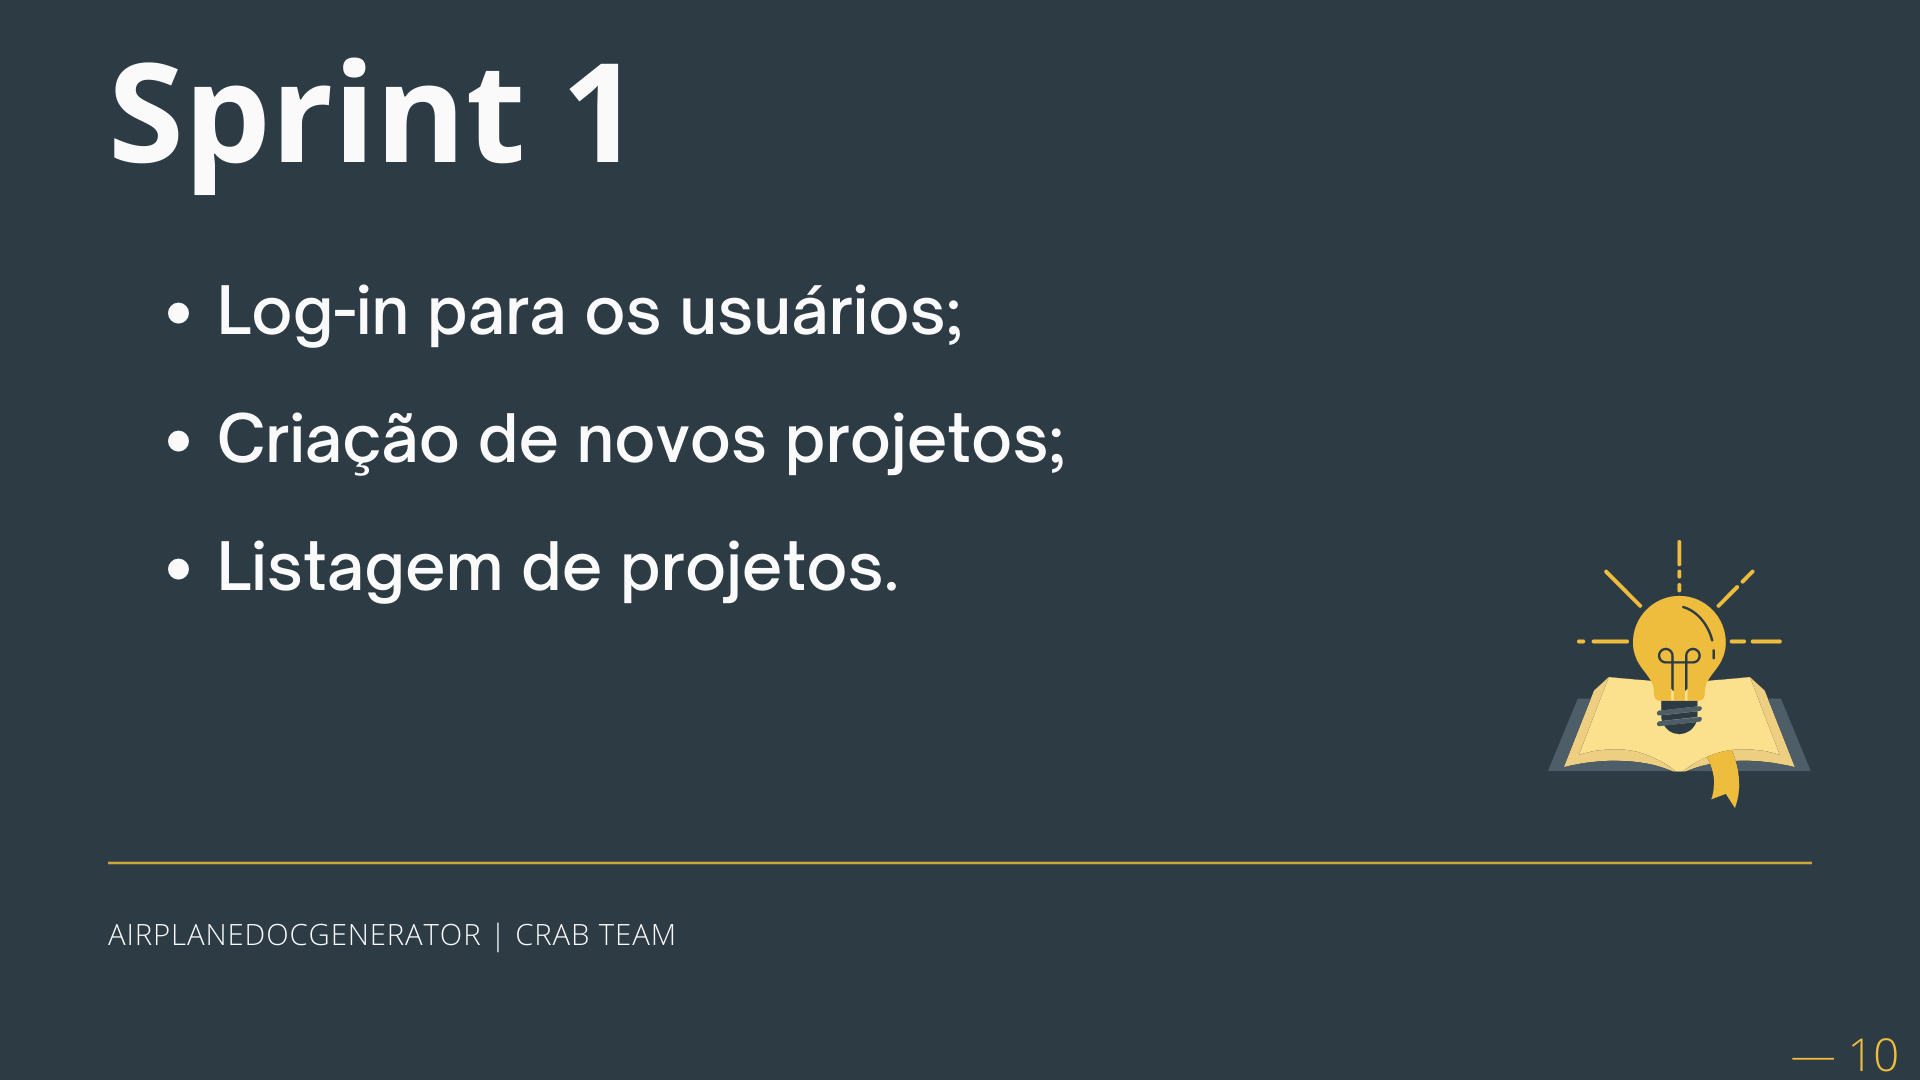 Sprint 1
• Log-in para os usuários;
• Criação de novos projetos;
• Listagem de projetos.
AIRPLANEDOCGENERATOR | CRAB TEAM
— 10